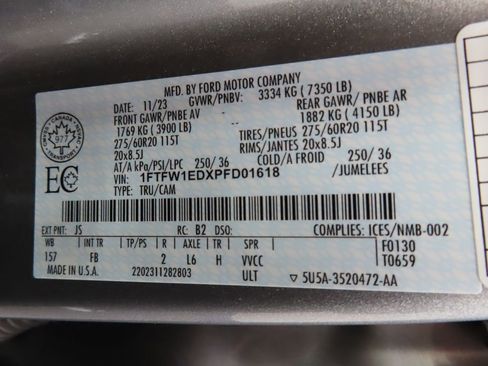 MFD. BY FORD MOTOR COMPANY
DATE: 11/23 GVWR/PNBV: 3334 KG ( 7350 LB)
FRONT GAWR/ PNBE AV REAR GAWR/ PNBE AR
1769 KG ( 3900 LB) 1882 KG ( 4150 LB)
275/60R20 115T TIRES/PNEUS 275/60R20 115T
20x8.5J RIMS/JANTES 20x8.5J
AT/A kPa/PSI/LPC 250/ 36 COLD/A FROID 250/ 36
VIN: 1FTFW1EDXPFD01618 /JUMELEES
TYPE: TRU/CAM
977
EC
EXT PNT: JS RC: B2 DSO: COMPLIES: ICES/NMB-002
WB INT TR TP/PS R AXLE TR SPR F0130
157 FB 2 L6 H VVCC T0659
MADE IN U.S.A. 2202311282803 ULT ▽ 5U5A-3520472-AA